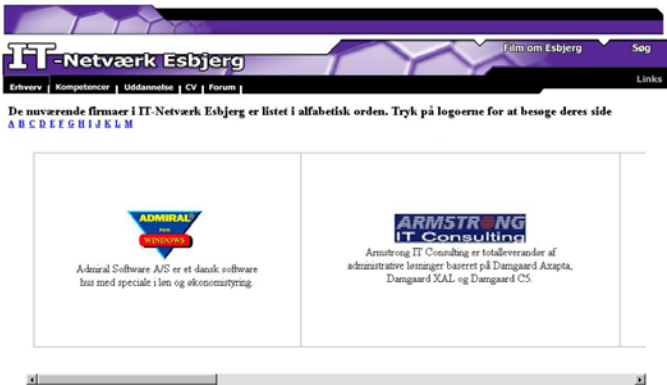 Film om Esbjerg
Søg
IT-Netværk Esbjerg
Links
Erhverv | Kompetencer | Uddannelse | CV | Forum |
De nuværende firmaer i IT-Netværk Esbjerg er listet i alfabetisk orden. Tryk på logoerne for at besøge deres side
A B C D E F G H I J K L M
ADMIRAL®
FOR
WINDOWS
Admiral Software A/S er et dansk software
hus med speciale i løn og økonomistyring.
ARMSTRONG
IT Consulting
Armstrong IT Consulting er totalleverandør af
administrative løsninger baseret på Damgaard Axapta,
Damgaard XAL og Damgaard C5.